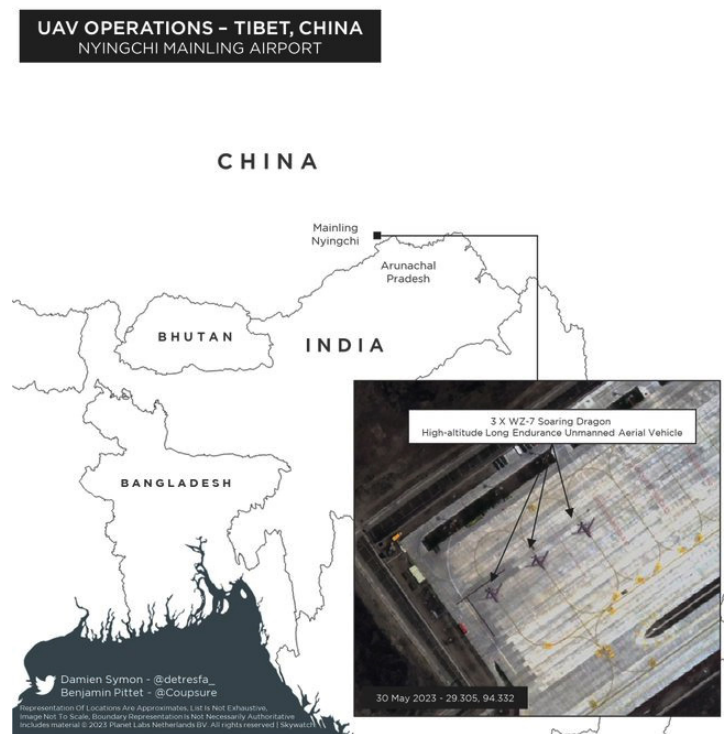 UAV OPERATIONS – TIBET, CHINA
NYINGCHI MAINLING AIRPORT
CHINA
Mainling
Nyingchi
Arunachal
Pradesh
BHUTAN
INDIA
3 X WZ-7 Soaring Dragon
High-altitude Long Endurance Unmanned Aerial Vehicle
BANGLADESH
30 May 2023 - 29.305, 94.332
Damien Symon - @detresfa_
Benjamin Pittet - @Coupsure
Representation Of Locations Are Approximates, List Is Not Exhaustive,
Image Not To Scale, Boundary Representation Is Not Necessarily Authoritative
Includes material © 2023 Planet Labs Netherlands BV. All rights reserved | Skywatch